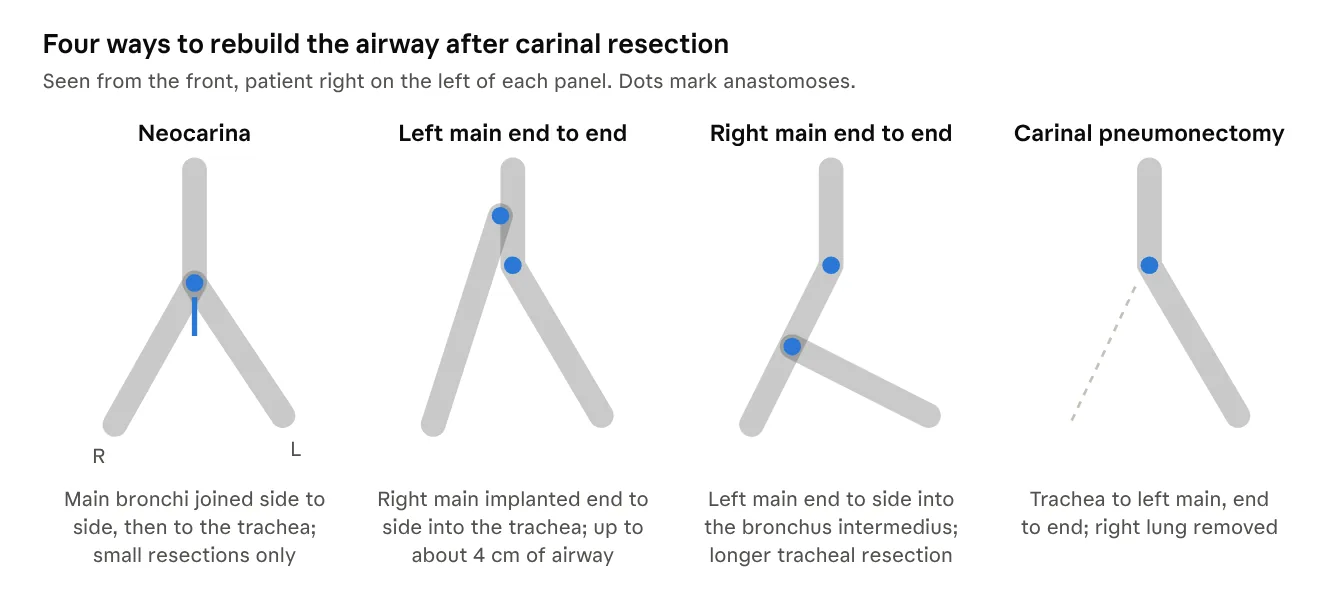 Four ways to rebuild the airway after carinal resection
Seen from the front, patient right on the left of each panel. Dots mark anastomoses.
Neocarina
Left main end to end
Right main end to end
Carinal pneumonectomy
R
L
Main bronchi joined side to
side, then to the trachea;
small resections only
Right main implanted end to
side into the trachea; up to
about 4 cm of airway
Left main end to side into
the bronchus intermedius;
longer tracheal resection
Trachea to left main, end
to end; right lung removed